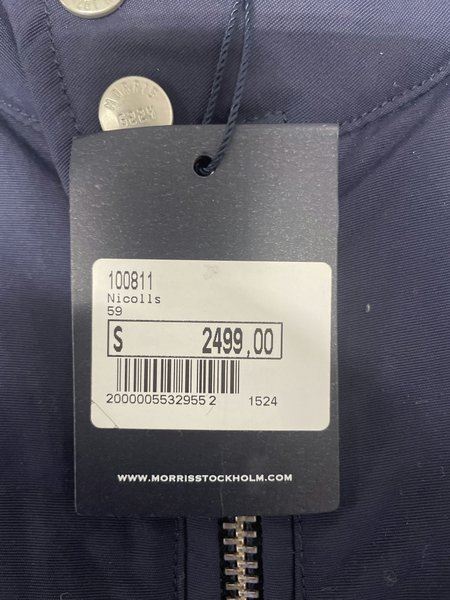 MORRIS
100811
Nicolls
59
S 2499,00
2000005532955 2 1524
WWW.MORRISSTOCKHOLM.COM